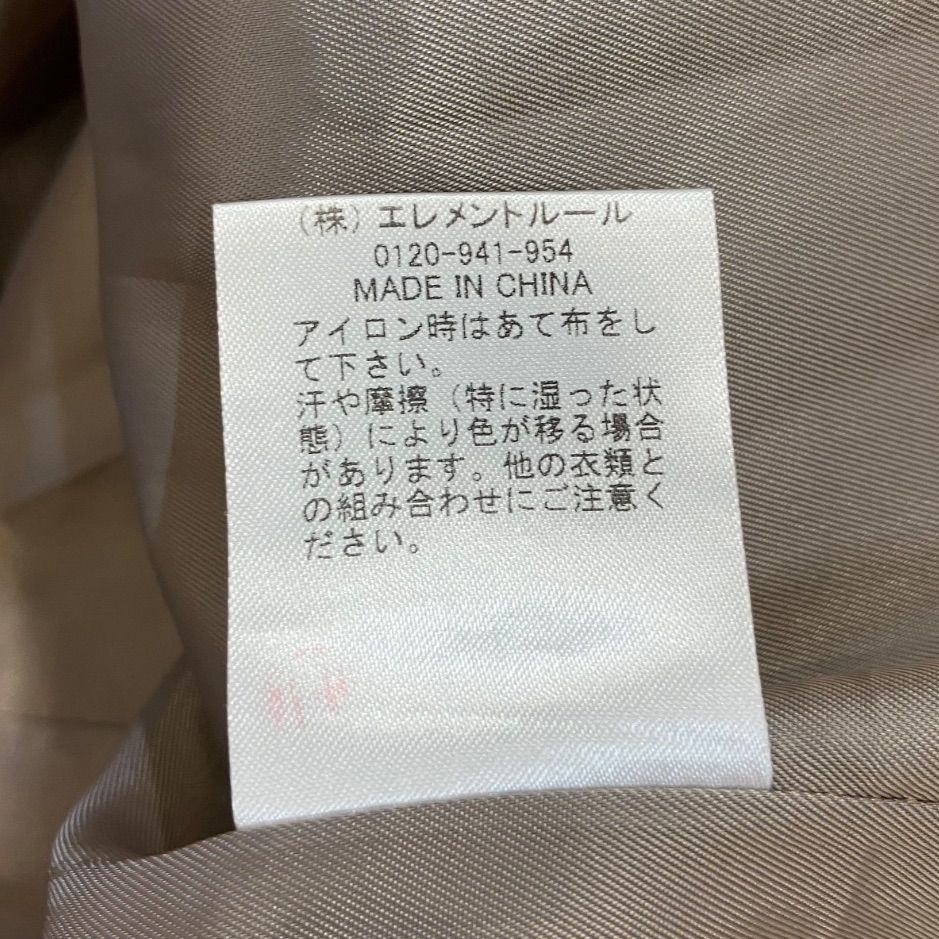 (株)エレメントルール
0120-941-954
MADE IN CHINA
アイロン時はあて布をし
て下さい。
汗や摩擦(特に湿った状
態)により色が移る場合
があります。他の衣類と
の組み合わせにご注意く
ださい。